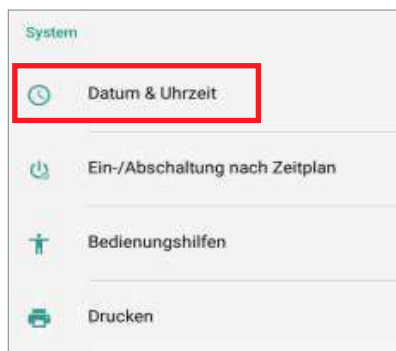 System
Datum & Uhrzeit
Ein-/Abschaltung nach Zeitplan
Bedienungshilfen
Drucken